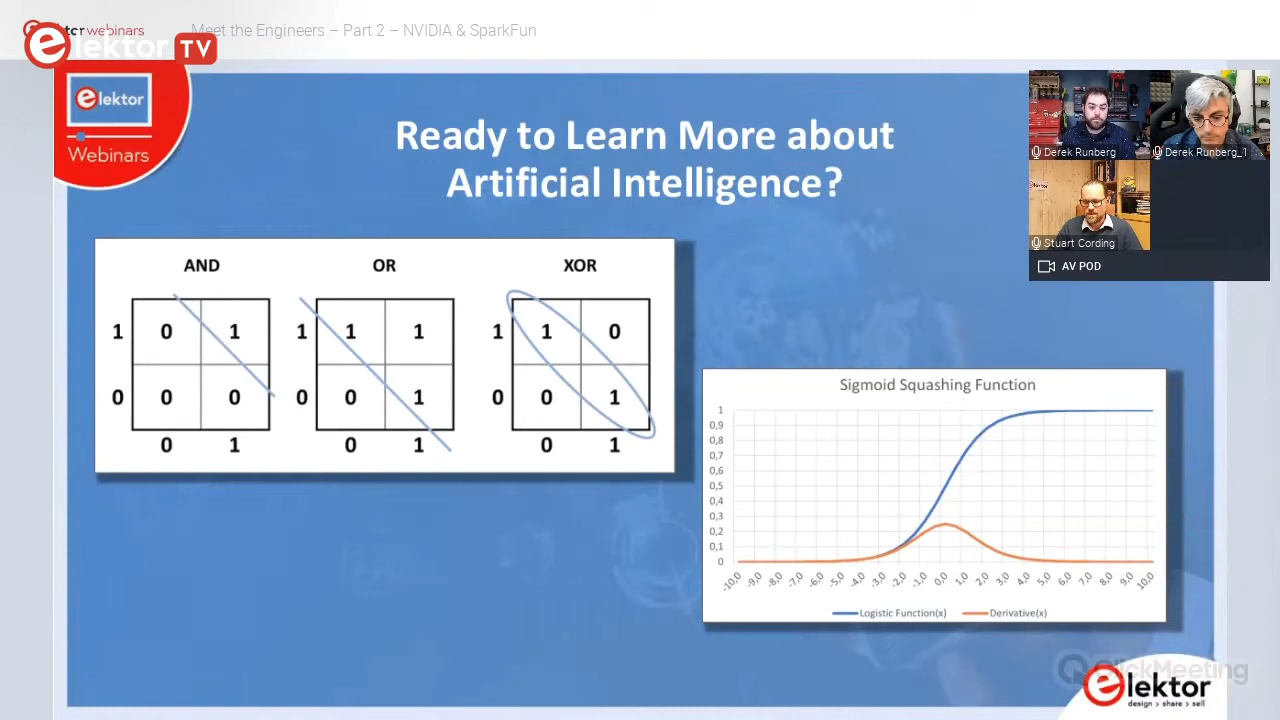 webinars
Meet the Engineers – Part 2 – NVIDIA & SparkFun
elektor TV
elektor
Webinars
Ready to Learn More about
Artificial Intelligence?
Derek Runberg
Derek Runberg_1
Stuart Cording
AV POD
AND
OR
XOR
1 0 1
0 0 0
0 1
1 1 1
0 0 1
0 1
1 1 0
0 0 1
0 1
Sigmoid Squashing Function
1
0,9
0,8
0,7
0,6
0,5
0,4
0,3
0,2
0,1
0
-10,0 -9,0 -8,0 -7,0 -6,0 -5,0 -4,0 -3,0 -2,0 -1,0 0,0 1,0 2,0 3,0 4,0 5,0 6,0 7,0 8,0 9,0 10,0
Logistic Function(x) Derivative(x)
ClickMeeting
elektor
design > share > sell